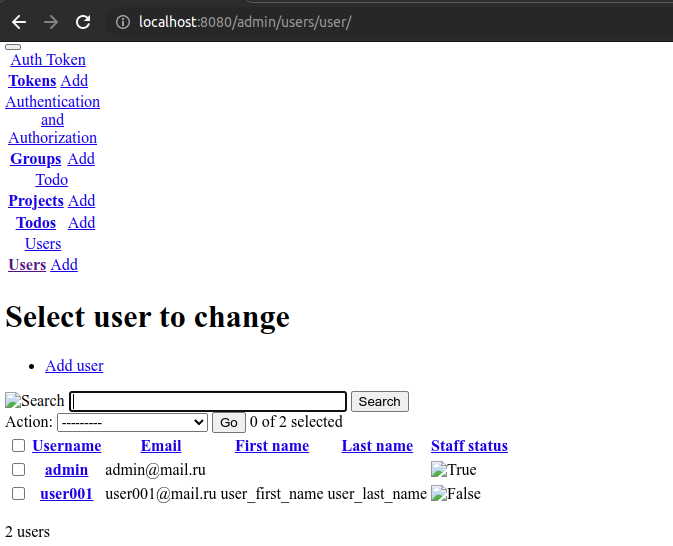 localhost:8080/admin/users/user/
Auth Token
Tokens Add
Authentication
and
Authorization
Groups Add
Todo
Projects Add
Todos Add
Users
Users Add
Select user to change
Add user
Search Search
Action: --------- Go 0 of 2 selected
Username Email First name Last name Staff status
admin admin@mail.ru True
user001 user001@mail.ru user_first_name user_last_name False
2 users